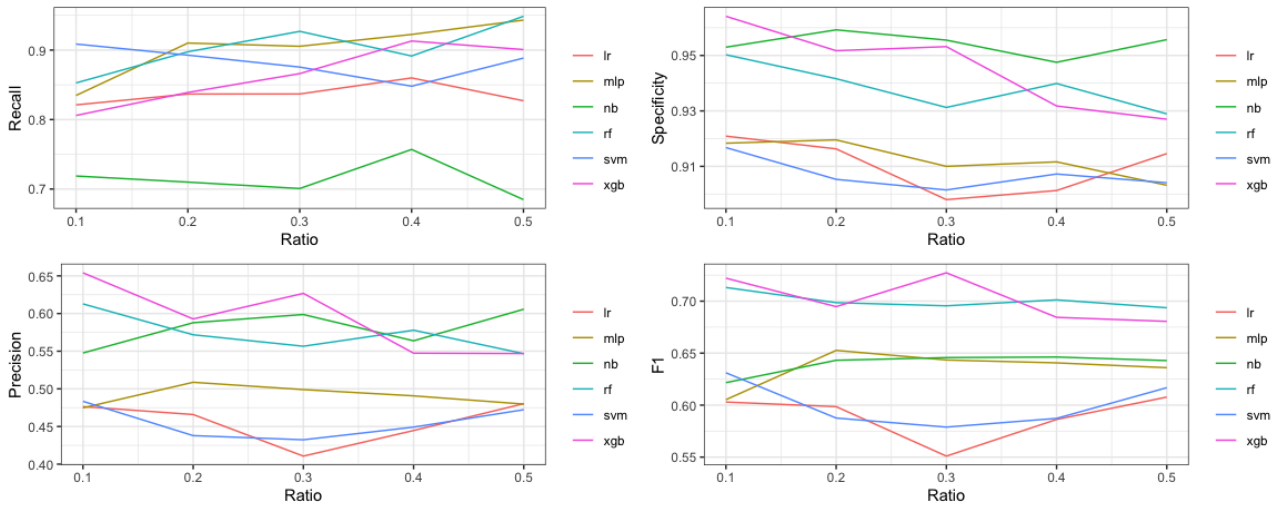 Recall
0.9
0.8
0.7
0.1 0.2 0.3 0.4 0.5
Ratio
lr
mlp
nb
rf
svm
xgb
Specificity
0.95
0.93
0.91
0.1 0.2 0.3 0.4 0.5
Ratio
lr
mlp
nb
rf
svm
xgb
Precision
0.65
0.60
0.55
0.50
0.45
0.40
0.1 0.2 0.3 0.4 0.5
Ratio
lr
mlp
nb
rf
svm
xgb
F1
0.70
0.65
0.60
0.55
0.1 0.2 0.3 0.4 0.5
Ratio
lr
mlp
nb
rf
svm
xgb